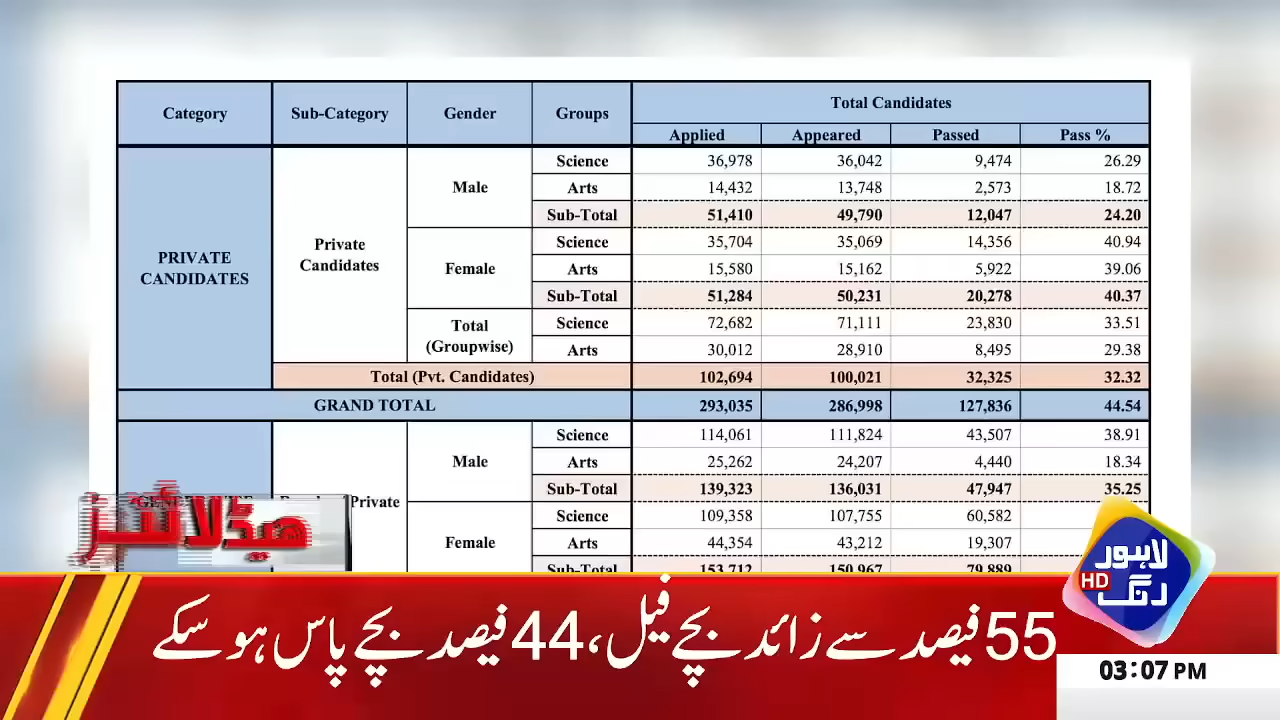 Category Sub-Category Gender Groups Total Candidates
Applied Appeared Passed Pass %
PRIVATE CANDIDATES Private Candidates Male Science 36,978 36,042 9,474 26.29
Arts 14,432 13,748 2,573 18.72
Sub-Total 51,410 49,790 12,047 24.20
Female Science 35,704 35,069 14,356 40.94
Arts 15,580 15,162 5,922 39.06
Sub-Total 51,284 50,231 20,278 40.37
Total (Groupwise) Science 72,682 71,111 23,830 33.51
Arts 30,012 28,910 8,495 29.38
Total (Pvt. Candidates) 102,694 100,021 32,325 32.32
GRAND TOTAL 293,035 286,998 127,836 44.54
Male Science 114,061 111,824 43,507 38.91
Arts 25,262 24,207 4,440 18.34
Sub-Total 139,323 136,031 47,947 35.25
Private
Female Science 109,358 107,755 60,582
Arts 44,354 43,212 19,307
Sub-Total 153,712 150,967 79,889
ہیڈلائنز
لاہور
رنگ HD
55 فیصد سے زائد بچے فیل، 44 فیصد بچے پاس ہو سکے
03:07 PM